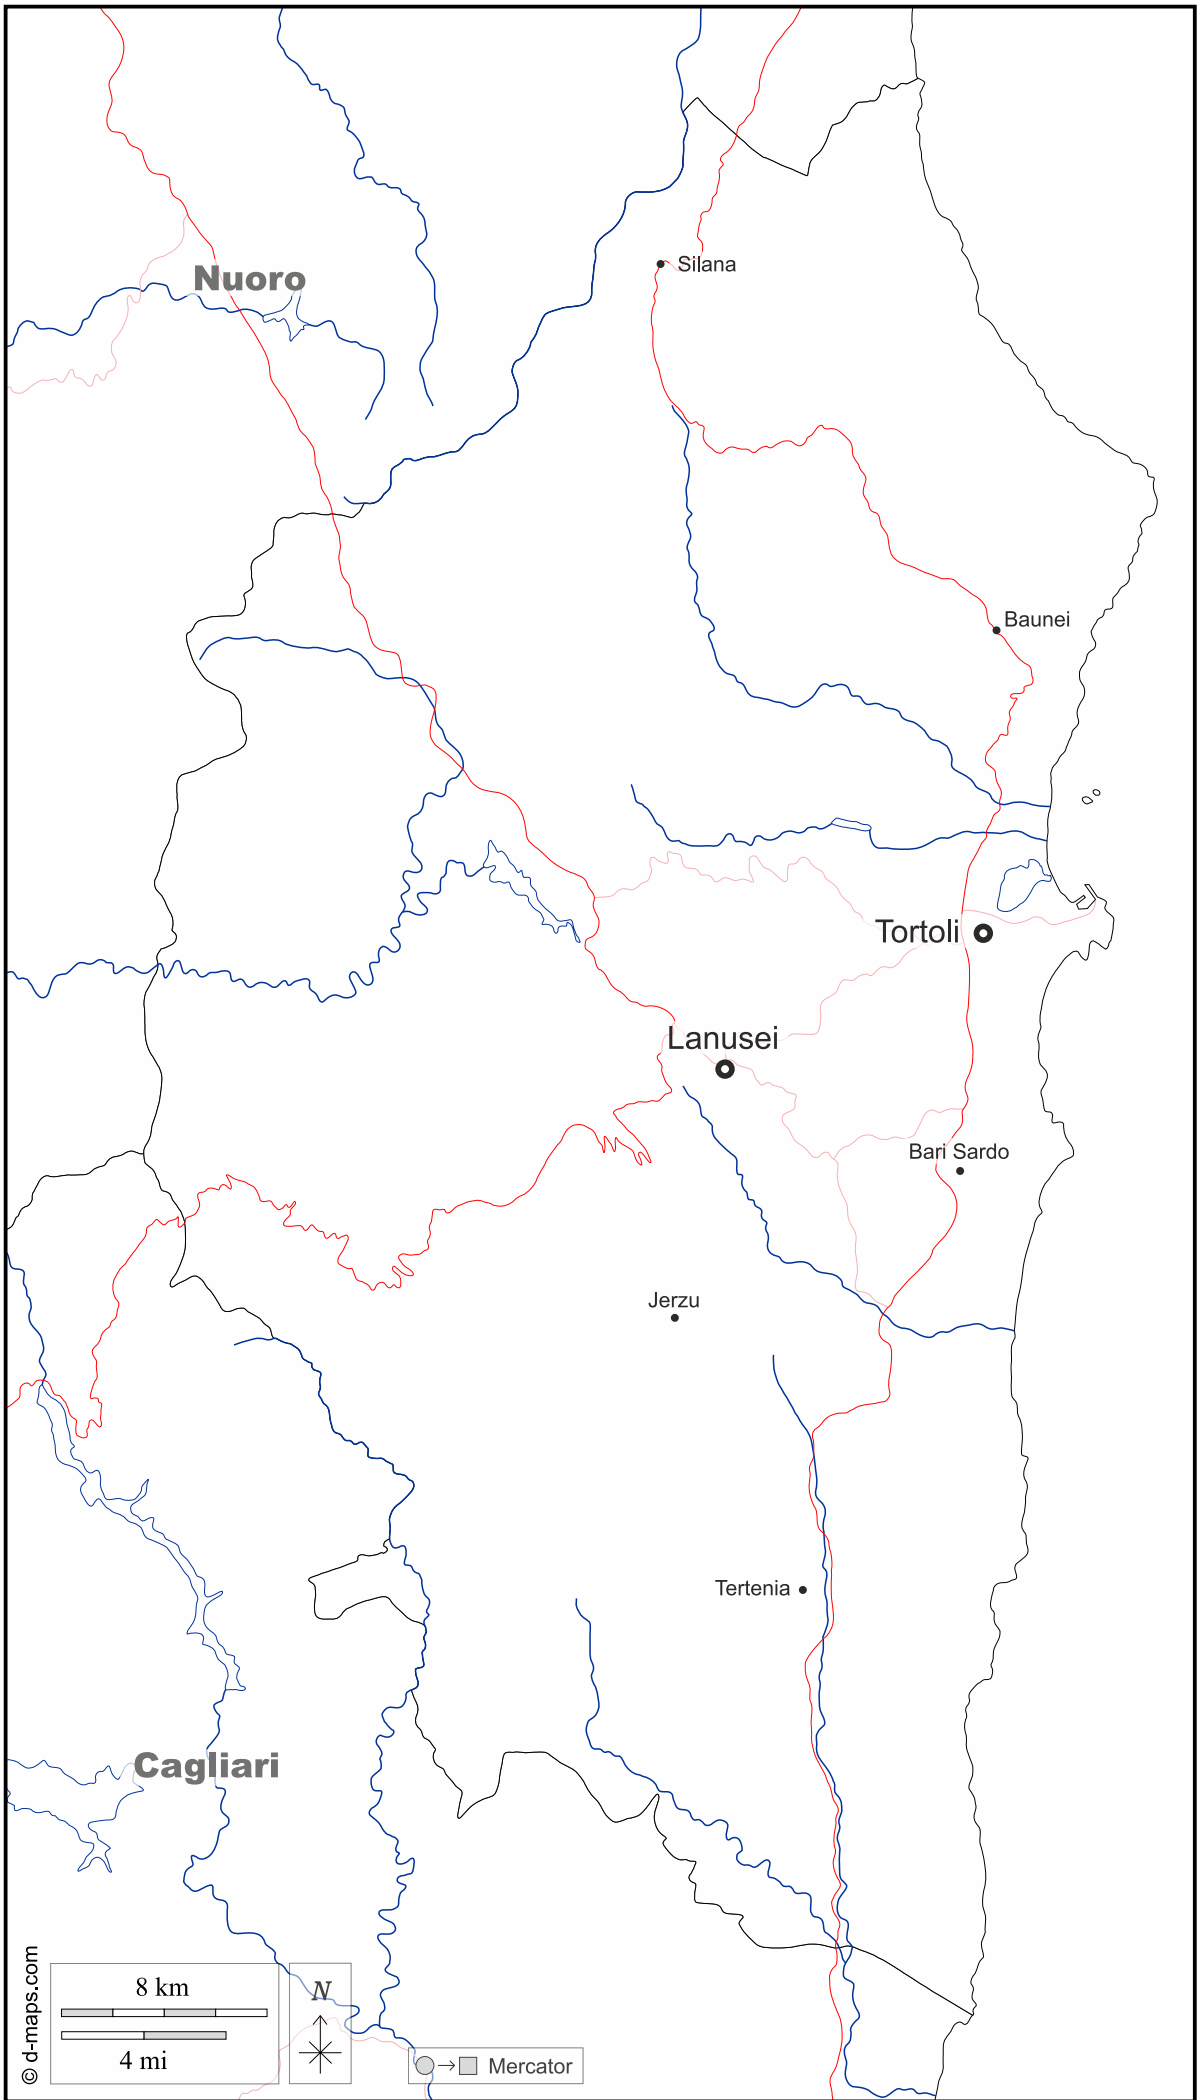 Silana
Nuoro
Baunei
Tortoli
Lanusei
Bari Sardo
Jerzu
Tertenia
Cagliari
8 km
4 mi
N
Mercator
© d-maps.com